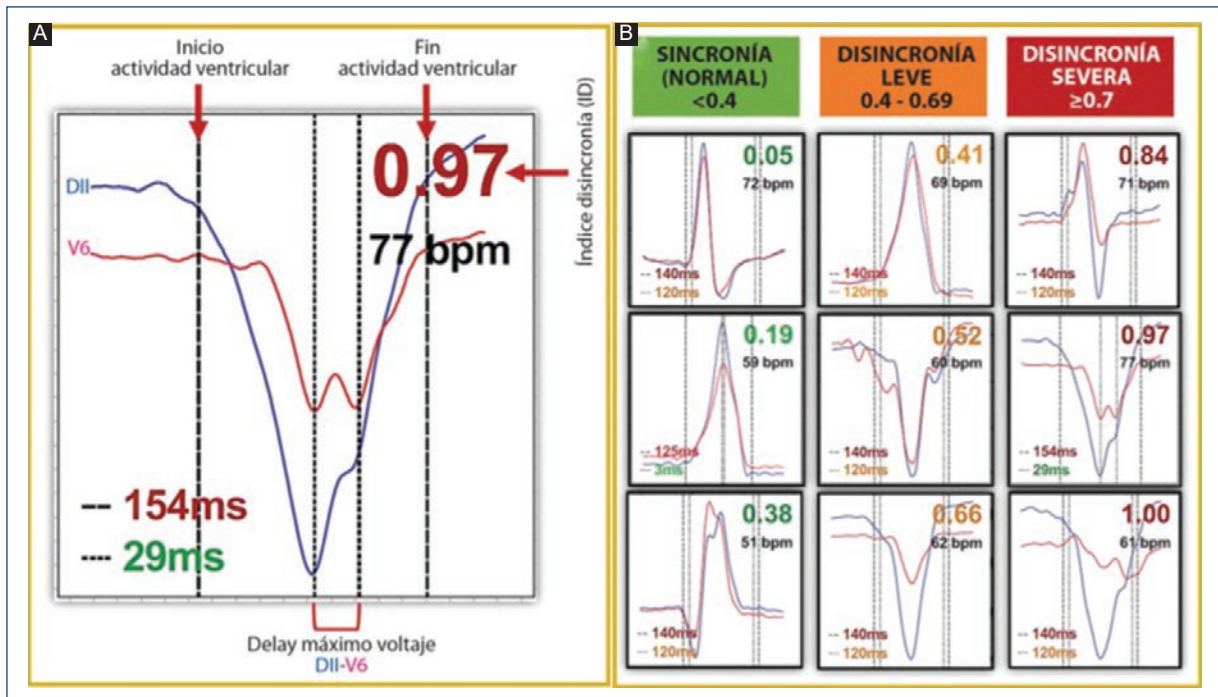 A
Inicio
actividad ventricular
Fin
actividad ventricular
Índice disincronía (ID)
DII
V6
0.97
77 bpm
154ms
29ms
Delay máximo voltaje
DII-V6
B
SINCRONÍA
(NORMAL)
<0.4
DISINCRONÍA
LEVE
0.4 - 0.69
DISINCRONÍA
SEVERA
≥0.7
0.05
72 bpm
140ms
120ms
0.41
69 bpm
140ms
120ms
0.84
71 bpm
140ms
120ms
0.19
59 bpm
125ms
3ms
0.52
60 bpm
140ms
120ms
0.97
77 bpm
154ms
29ms
0.38
51 bpm
140ms
120ms
0.66
62 bpm
140ms
120ms
1.00
61 bpm
140ms
120ms